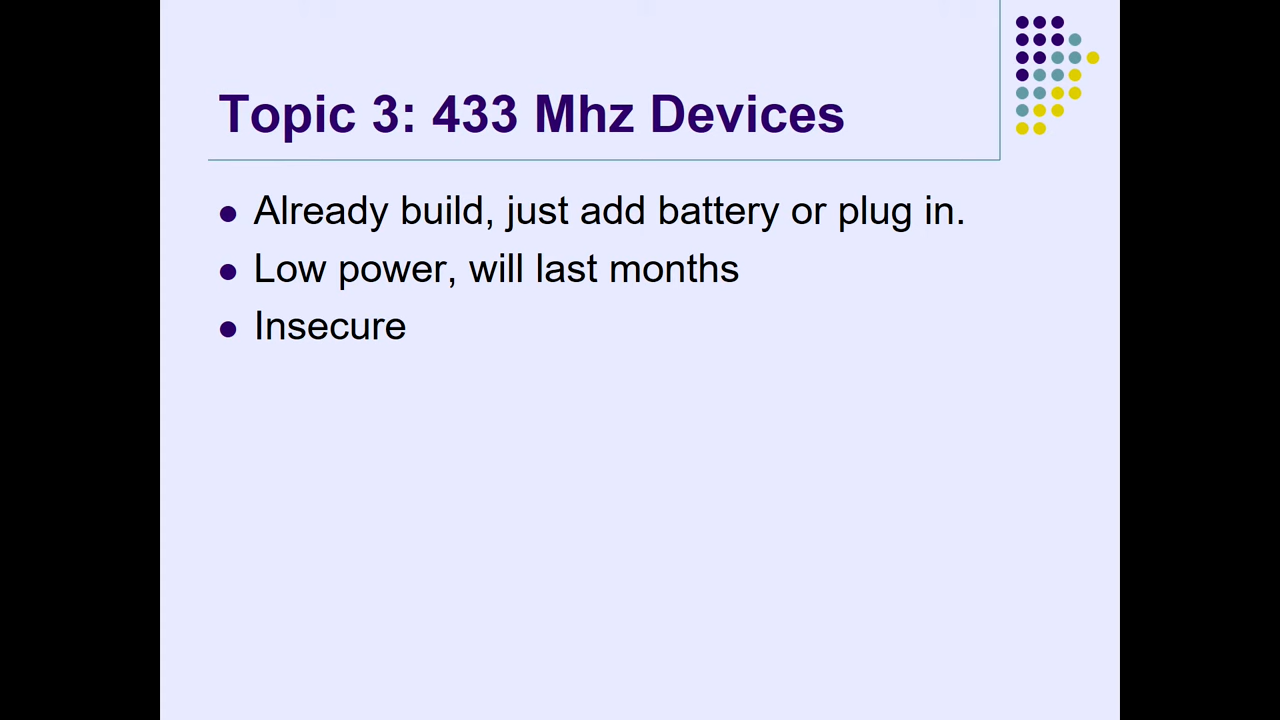 Topic 3: 433 Mhz Devices
Already build, just add battery or plug in.
Low power, will last months
Insecure